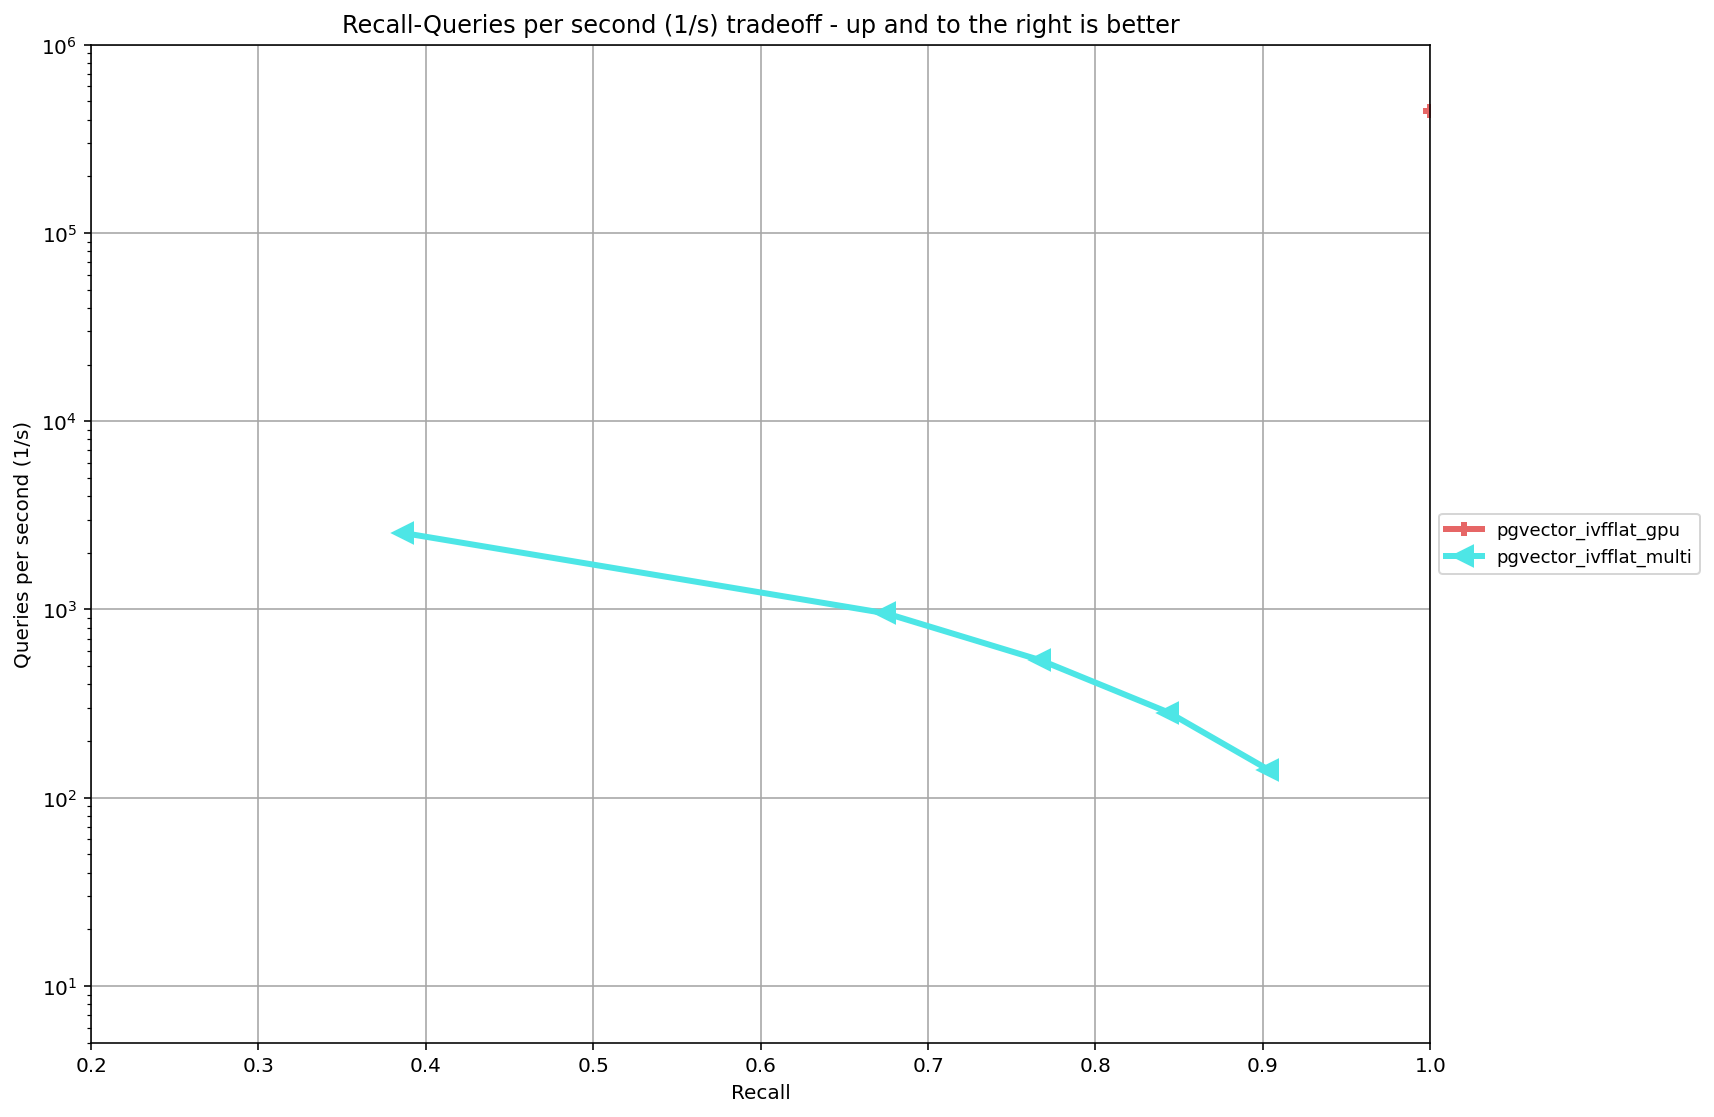 Recall-Queries per second (1/s) tradeoff - up and to the right is better
10⁶
10⁵
10⁴
10³
10²
10¹
Queries per second (1/s)
0.2 0.3 0.4 0.5 0.6 0.7 0.8 0.9 1.0
Recall
pgvector_ivfflat_gpu
pgvector_ivfflat_multi